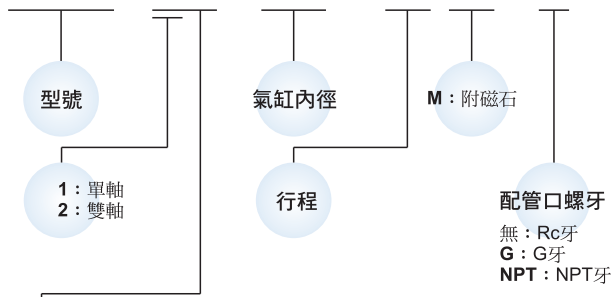 型號
氣缸內徑
M：附磁石
1：單軸
2：雙軸
行程
配管口螺牙
無：Rc牙
G：G牙
NPT：NPT牙